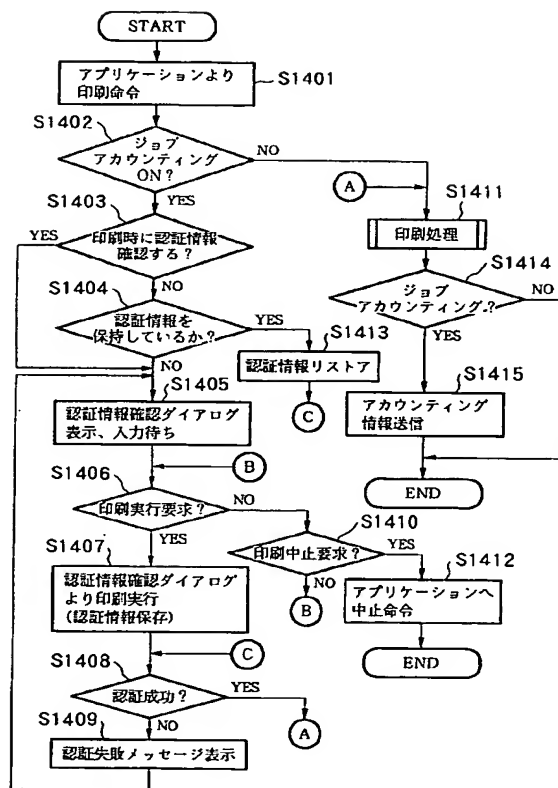 START
アプリケーションより
印刷命令
S1401
S1402
ジョブ
アカウンティング
ON？
NO
YES
S1403
印刷時に認証情報
確認する？
YES
NO
S1404
認証情報を
保持しているか？
YES
NO
S1413
認証情報リストア
C
S1405
認証情報確認ダイアログ
表示、入力待ち
B
S1406
印刷実行要求？
NO
YES
S1407
認証情報確認ダイアログ
より印刷実行
(認証情報保存)
C
S1408
認証成功？
YES
A
NO
S1409
認証失敗メッセージ表示
S1410
印刷中止要求？
YES
NO
B
S1412
アプリケーションへ
中止命令
END
A
S1411
印刷処理
S1414
ジョブ
アカウンティング？
NO
YES
S1415
アカウンティング
情報送信
END